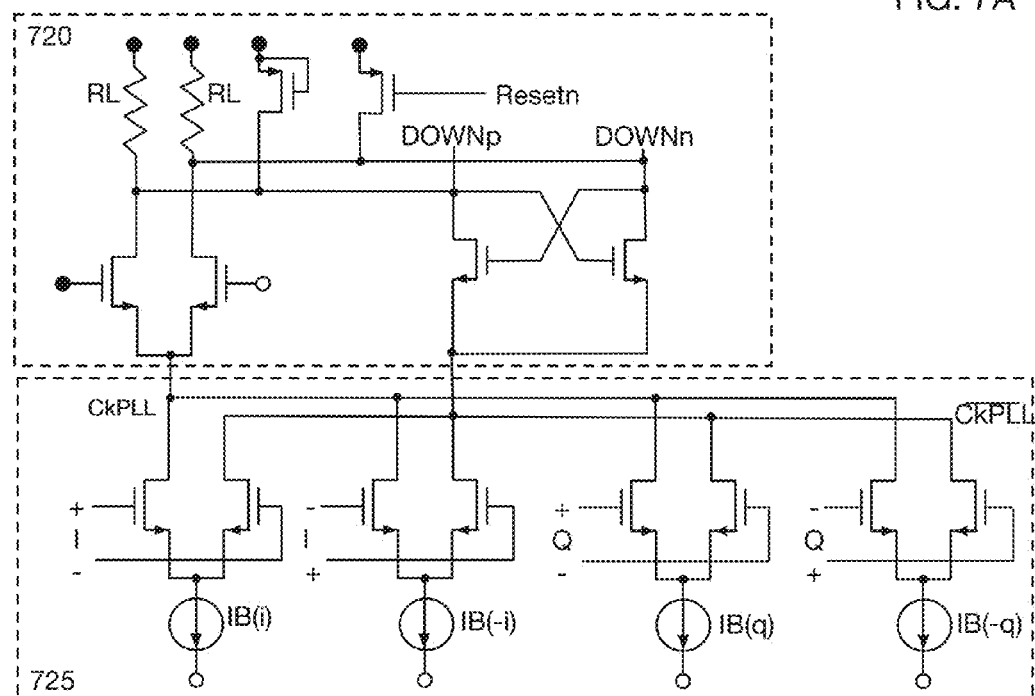 FIG. 7A
720
RL
RL
Resetn
DOWNp
DOWNn
CkPLL
CkPLL
+
I
-
-
I
+
+
Q
-
-
Q
+
IB(i)
IB(-i)
IB(q)
IB(-q)
725